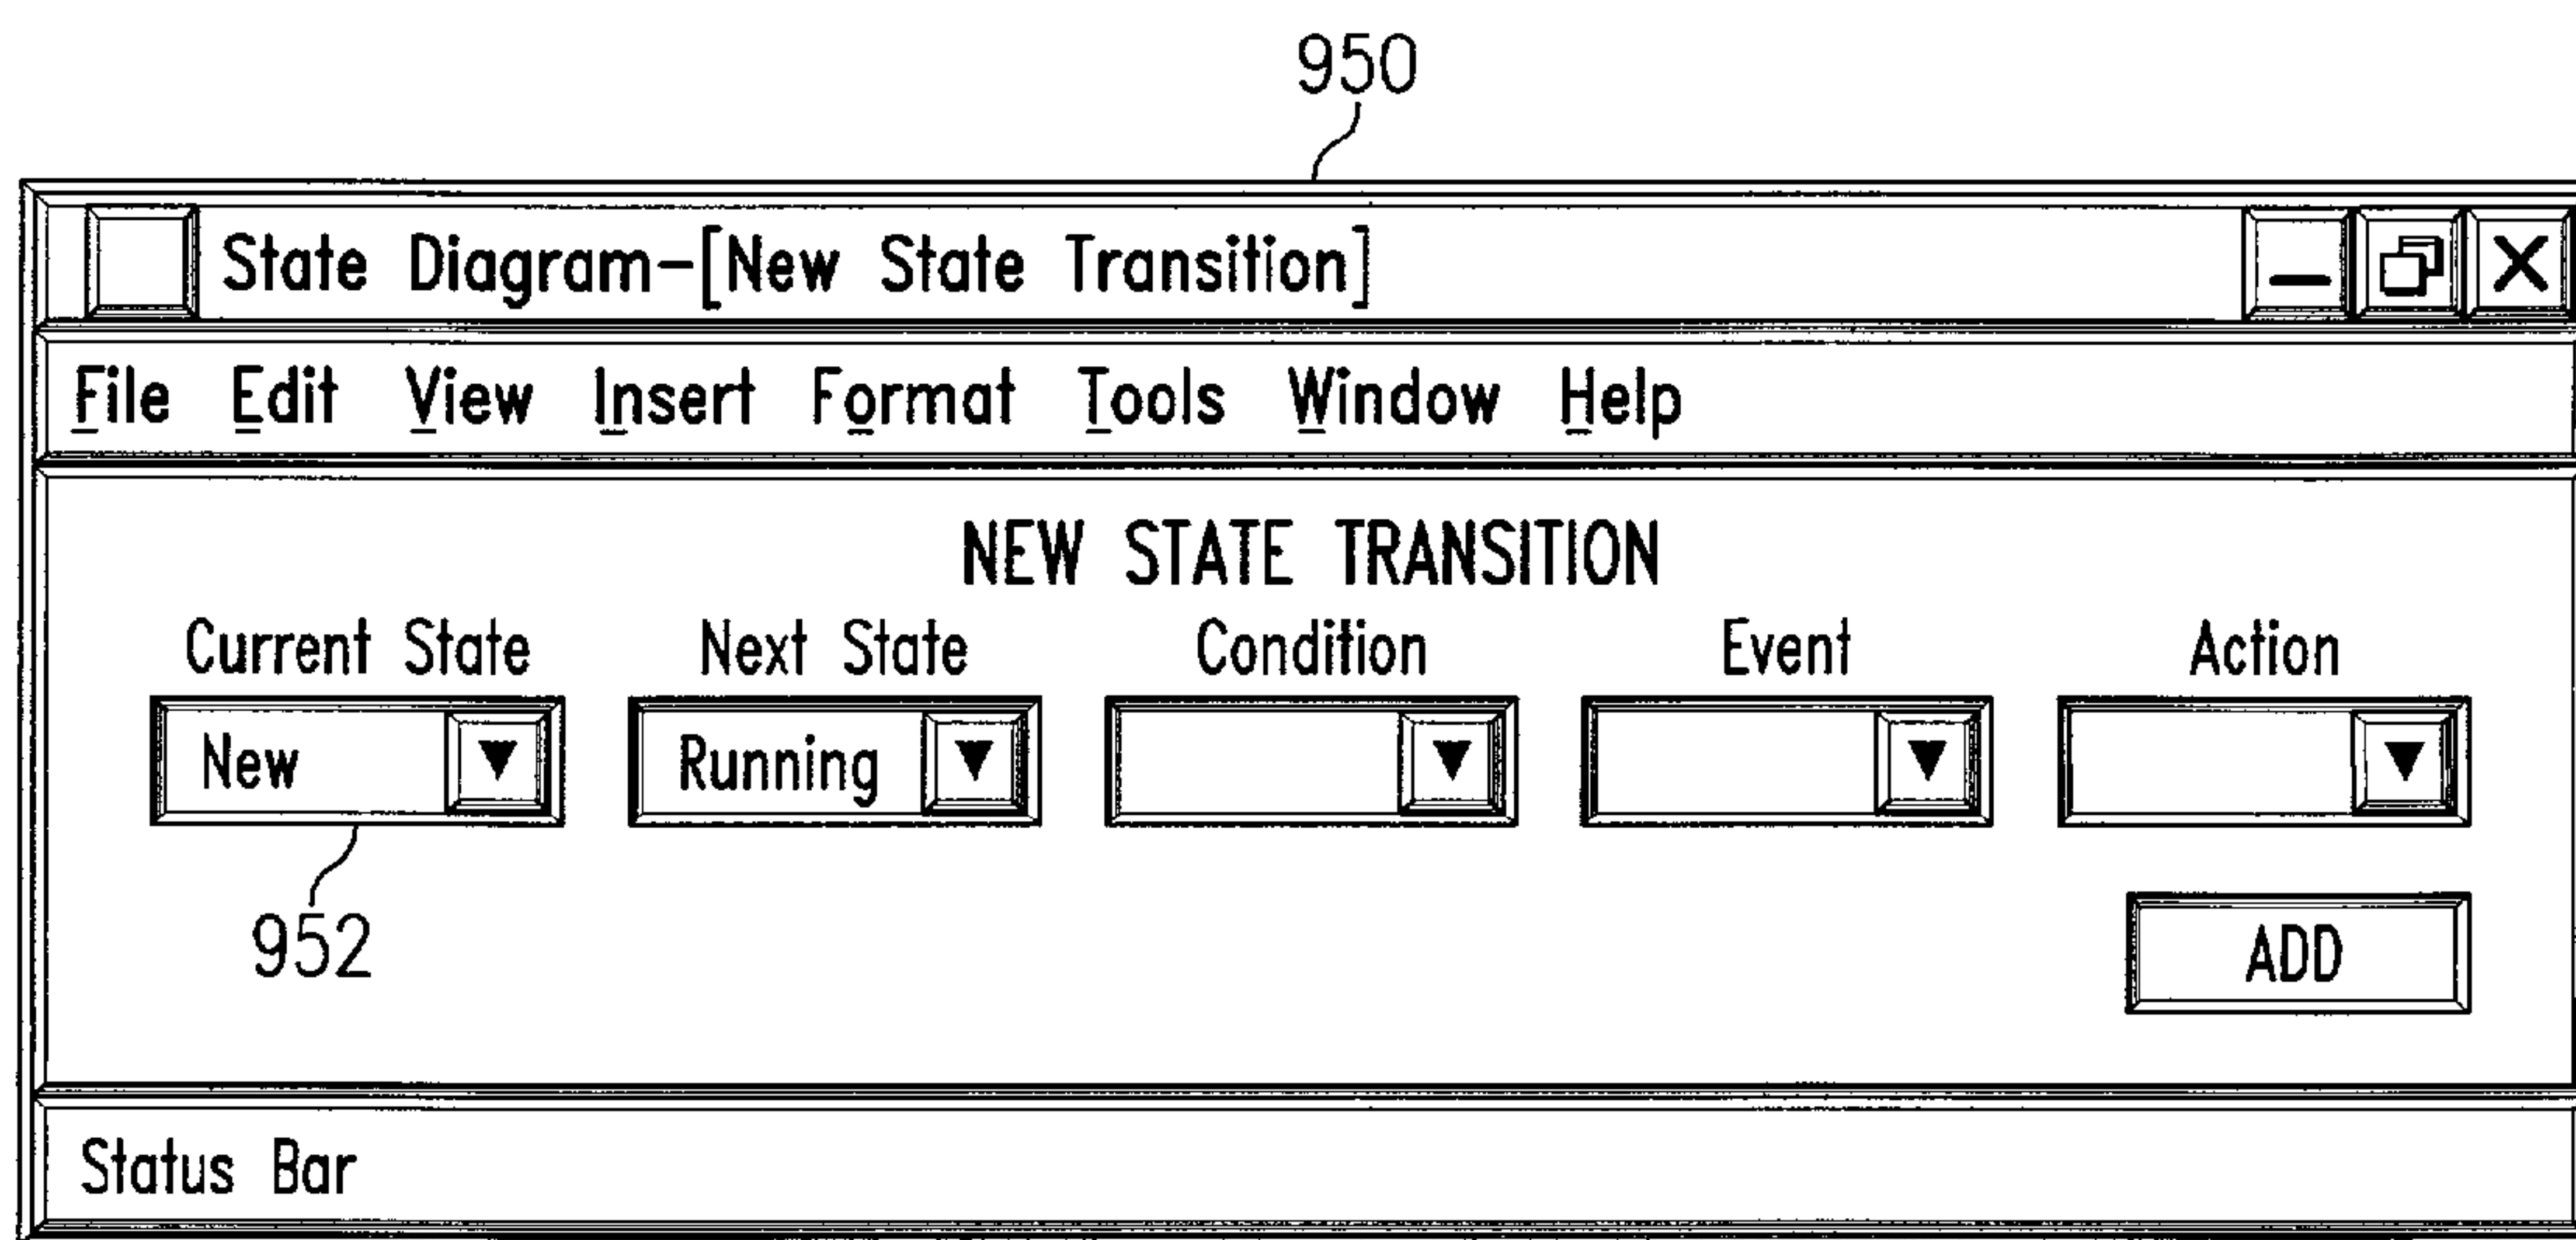 950
State Diagram-[New State Transition]
File Edit View Insert Format Tools Window Help
NEW STATE TRANSITION
Current State Next State Condition Event Action
New Running
952
ADD
Status Bar